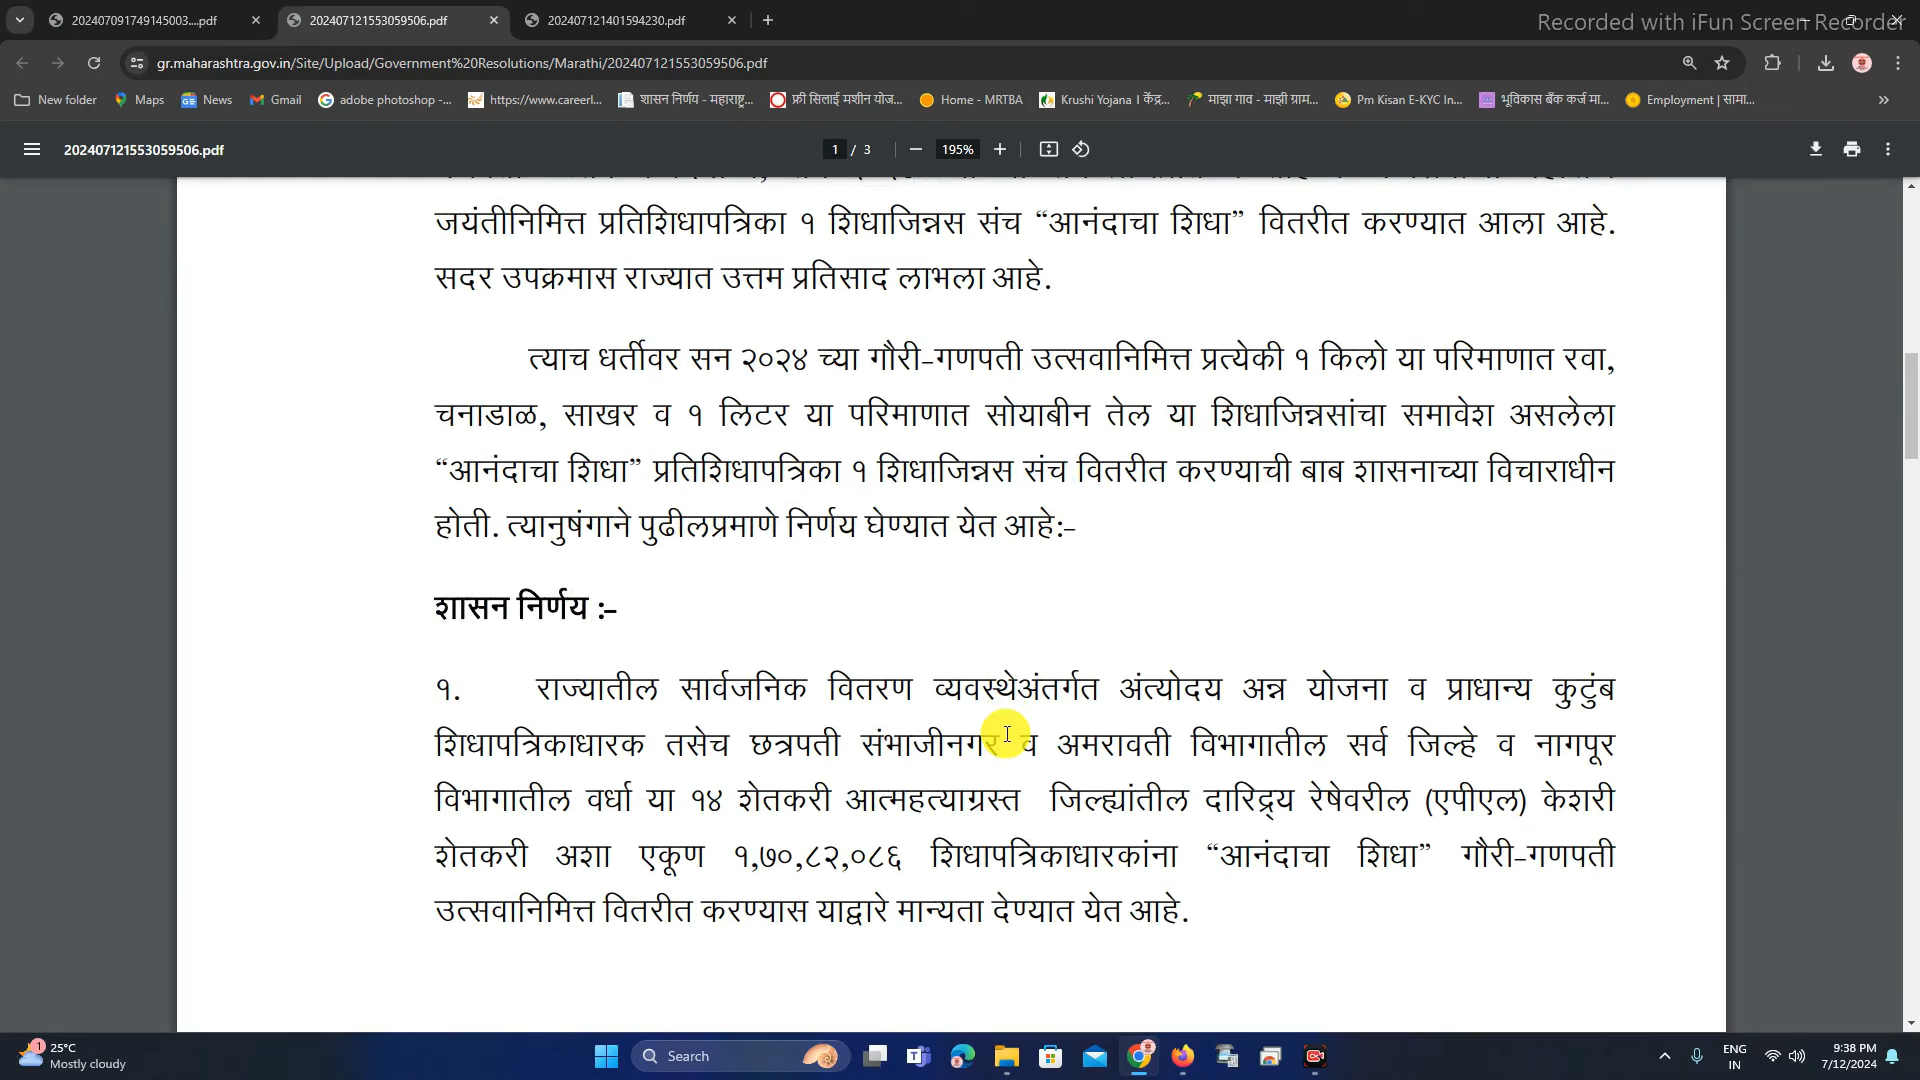 202407091749145003....pdf
202407121553059506.pdf
202407121401594230.pdf
Recorded with iFun Screen Recorder
gr.maharashtra.gov.in/Site/Upload/Government%20Resolutions/Marathi/202407121553059506.pdf
New folder
Maps
News
Gmail
adobe photoshop -...
https://www.careerl...
शासन निर्णय - महाराष्ट्र...
फ्री सिलाई मशीन योज...
Home - MRTBA
Krushi Yojana । केंद्र...
माझा गाव - माझी ग्राम...
Pm Kisan E-KYC In...
भूविकास बँक कर्ज मा...
Employment | सामा...
202407121553059506.pdf
1 / 3
195%
जयंतीनिमित्त प्रतिशिधापत्रिका १ शिधाजिन्नस संच “आनंदाचा शिधा” वितरीत करण्यात आला आहे.
सदर उपक्रमास राज्यात उत्तम प्रतिसाद लाभला आहे.
त्याच धर्तीवर सन २०२४ च्या गौरी-गणपती उत्सवानिमित्त प्रत्येकी १ किलो या परिमाणात रवा,
चनाडाळ, साखर व १ लिटर या परिमाणात सोयाबीन तेल या शिधाजिन्नसांचा समावेश असलेला
“आनंदाचा शिधा” प्रतिशिधापत्रिका १ शिधाजिन्नस संच वितरीत करण्याची बाब शासनाच्या विचाराधीन
होती. त्यानुषंगाने पुढीलप्रमाणे निर्णय घेण्यात येत आहे:-
शासन निर्णय :-
१. राज्यातील सार्वजनिक वितरण व्यवस्थेअंतर्गत अंत्योदय अन्न योजना व प्राधान्य कुटुंब
शिधापत्रिकाधारक तसेच छत्रपती संभाजीनगर व अमरावती विभागातील सर्व जिल्हे व नागपूर
विभागातील वर्धा या १४ शेतकरी आत्महत्याग्रस्त जिल्ह्यांतील दारिद्र्य रेषेवरील (एपीएल) केशरी
शेतकरी अशा एकूण १,७०,८२,०८६ शिधापत्रिकाधारकांना “आनंदाचा शिधा” गौरी-गणपती
उत्सवानिमित्त वितरीत करण्यास याद्वारे मान्यता देण्यात येत आहे.
1
25°C
Mostly cloudy
Search
ENG
IN
9:38 PM
7/12/2024